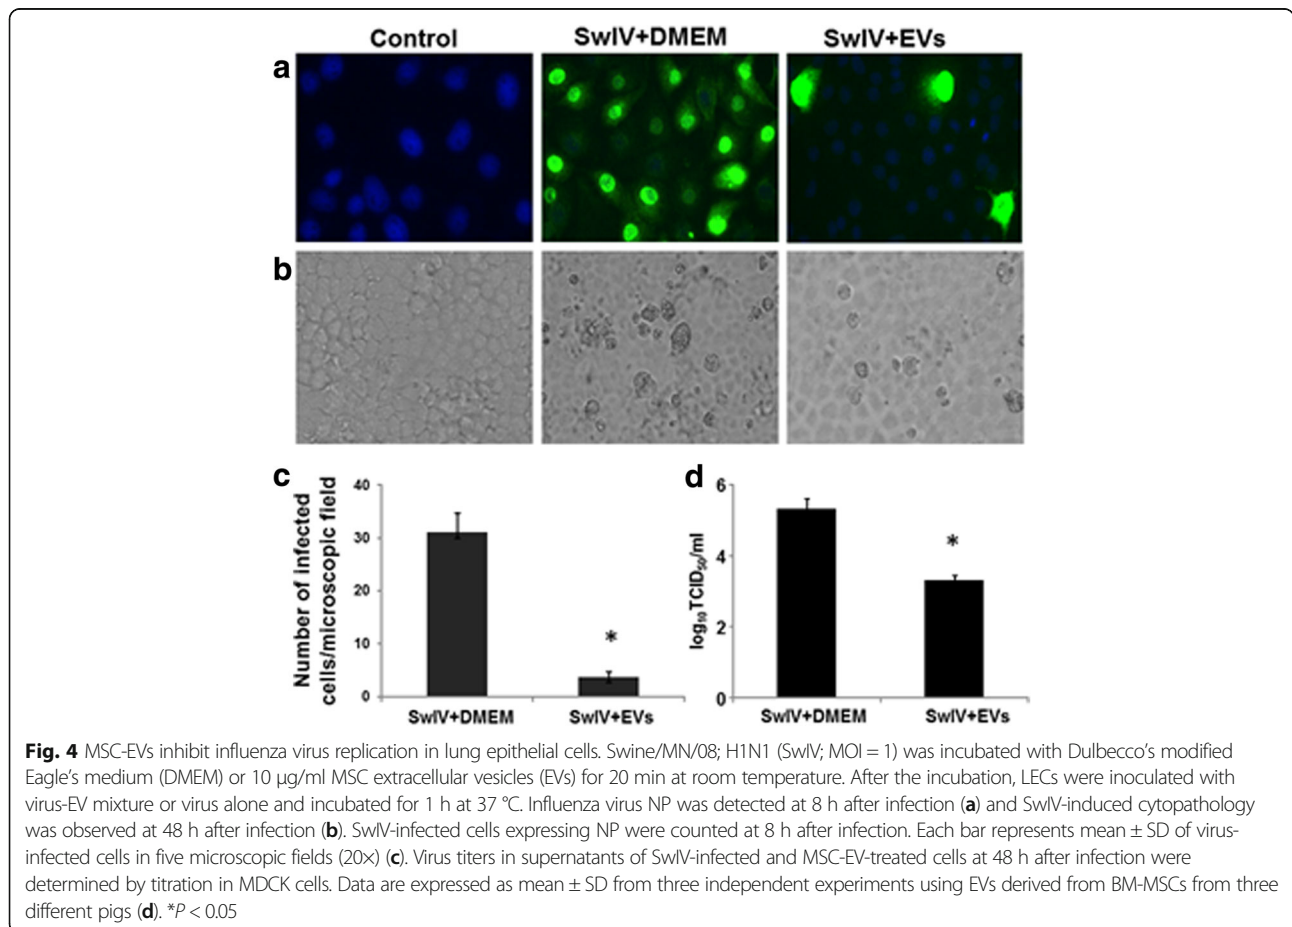 Control SwIV+DMEM SwIV+EVs
a
b
c
Number of infected
cells/microscopic field
40
30
20
10
0
*
SwIV+DMEM SwIV+EVs
d
log₁₀TCID₅₀/ml
6
4
2
0
*
SwIV+DMEM SwIV+EVs
Fig. 4 MSC-EVs inhibit influenza virus replication in lung epithelial cells. Swine/MN/08; H1N1 (SwIV; MOI = 1) was incubated with Dulbecco's modified
Eagle's medium (DMEM) or 10 μg/ml MSC extracellular vesicles (EVs) for 20 min at room temperature. After the incubation, LECs were inoculated with
virus-EV mixture or virus alone and incubated for 1 h at 37 °C. Influenza virus NP was detected at 8 h after infection (a) and SwIV-induced cytopathology
was observed at 48 h after infection (b). SwIV-infected cells expressing NP were counted at 8 h after infection. Each bar represents mean ± SD of virus-
infected cells in five microscopic fields (20×) (c). Virus titers in supernatants of SwIV-infected and MSC-EV-treated cells at 48 h after infection were
determined by titration in MDCK cells. Data are expressed as mean ± SD from three independent experiments using EVs derived from BM-MSCs from three
different pigs (d). *P < 0.05